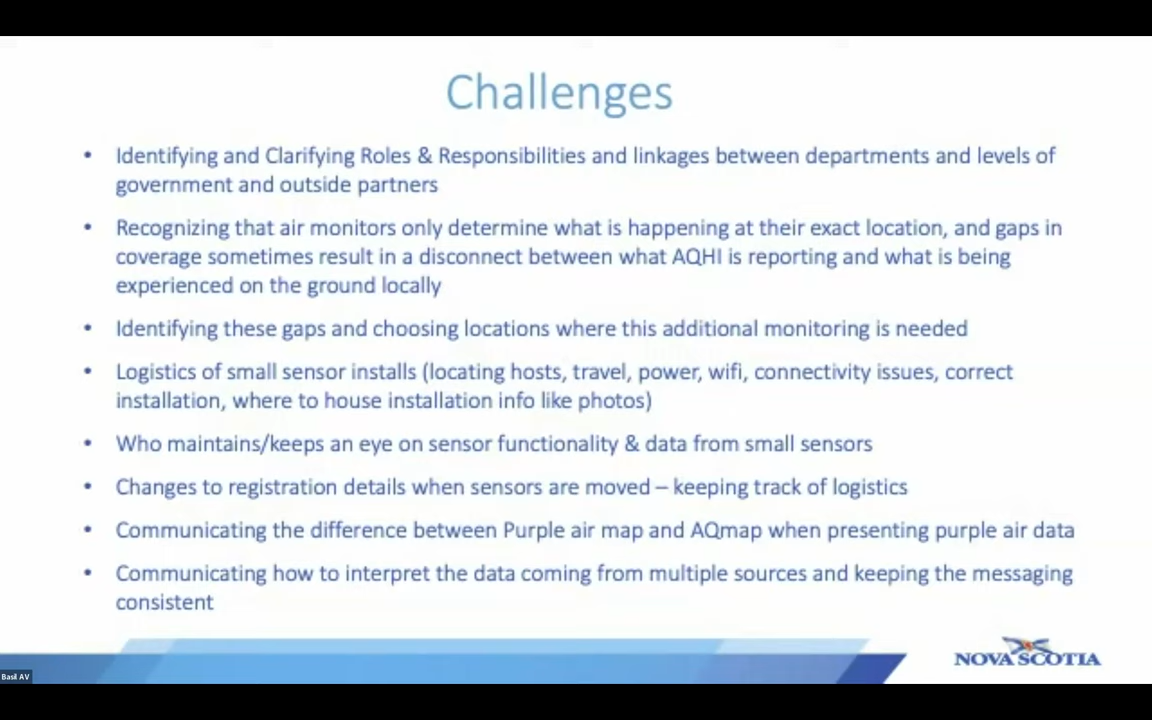 Challenges
• Identifying and Clarifying Roles & Responsibilities and linkages between departments and levels of
government and outside partners
• Recognizing that air monitors only determine what is happening at their exact location, and gaps in
coverage sometimes result in a disconnect between what AQHI is reporting and what is being
experienced on the ground locally
• Identifying these gaps and choosing locations where this additional monitoring is needed
• Logistics of small sensor installs (locating hosts, travel, power, wifi, connectivity issues, correct
installation, where to house installation info like photos)
• Who maintains/keeps an eye on sensor functionality & data from small sensors
• Changes to registration details when sensors are moved – keeping track of logistics
• Communicating the difference between Purple air map and AQmap when presenting purple air data
• Communicating how to interpret the data coming from multiple sources and keeping the messaging
consistent
NOVA SCOTIA
Basil AV